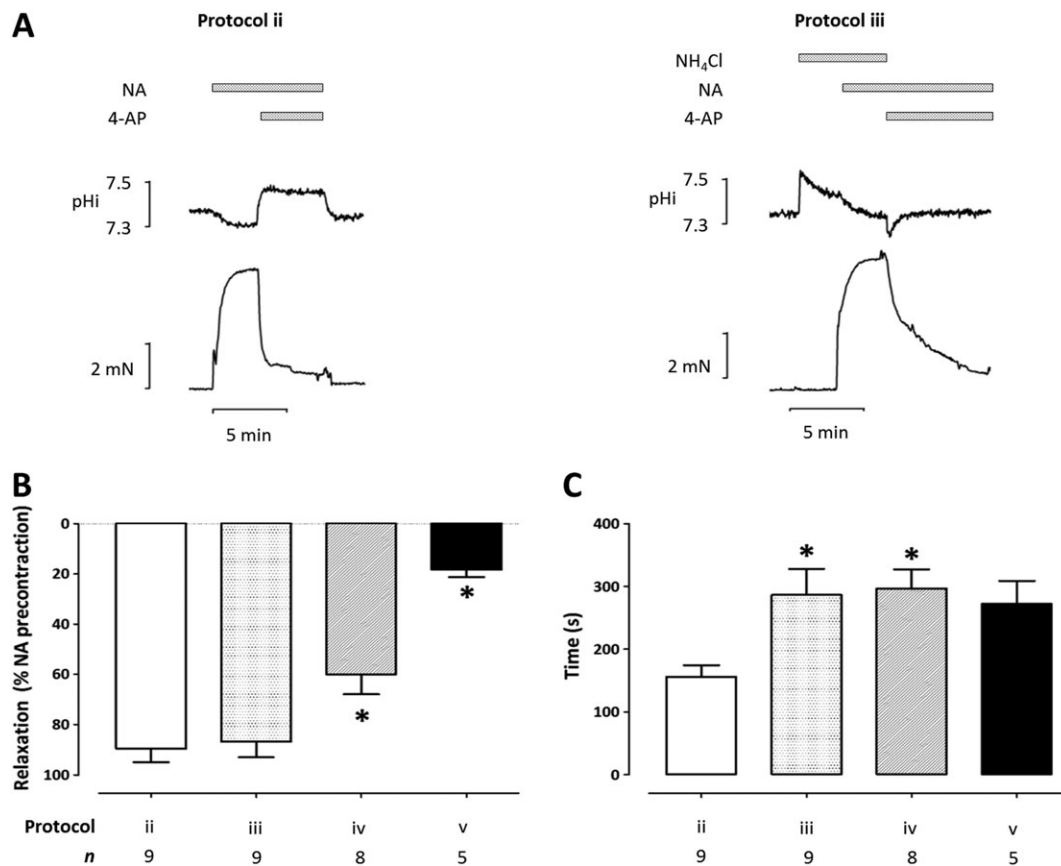 A
Protocol ii
NA
4-AP
pHi
7.5
7.3
2 mN
5 min
Protocol iii
NH₄Cl
NA
4-AP
pHi
7.5
7.3
2 mN
5 min
B
Relaxation (% NA precontraction)
0
20
40
60
80
100
*
*
Protocol ii iii iv v
n 9 9 8 5
C
Time (s)
400
300
200
100
0
*
*
ii iii iv v
9 9 8 5